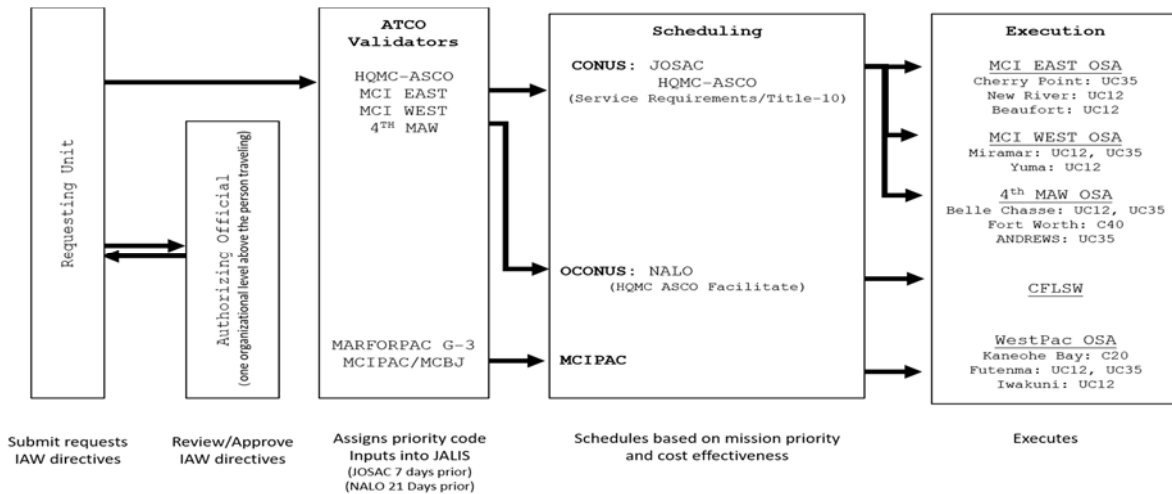 Requesting Unit
Authorizing Official
(one organizational level above the person traveling)
ATCO
Validators
HQMC-ASCO
MCI EAST
MCI WEST
4TH MAW
MARFORPAC G-3
MCIPAC/MCBJ
Scheduling
CONUS: JOSAC
HQMC-ASCO
(Service Requirements/Title-10)
OCONUS: NALO
(HQMC ASCO Facilitate)
MCIPAC
Execution
MCI EAST OSA
Cherry Point: UC35
New River: UC12
Beaufort: UC12
MCI WEST OSA
Miramar: UC12, UC35
Yuma: UC12
4th MAW OSA
Belle Chasse: UC12, UC35
Fort Worth: C40
ANDREWS: UC35
CFLSW
WestPac OSA
Kaneohe Bay: C20
Futenma: UC12, UC35
Iwakuni: UC12
Submit requests
IAW directives
Review/Approve
IAW directives
Assigns priority code
Inputs into JALIS
(JOSAC 7 days prior)
(NALO 21 Days prior)
Schedules based on mission priority
and cost effectiveness
Executes